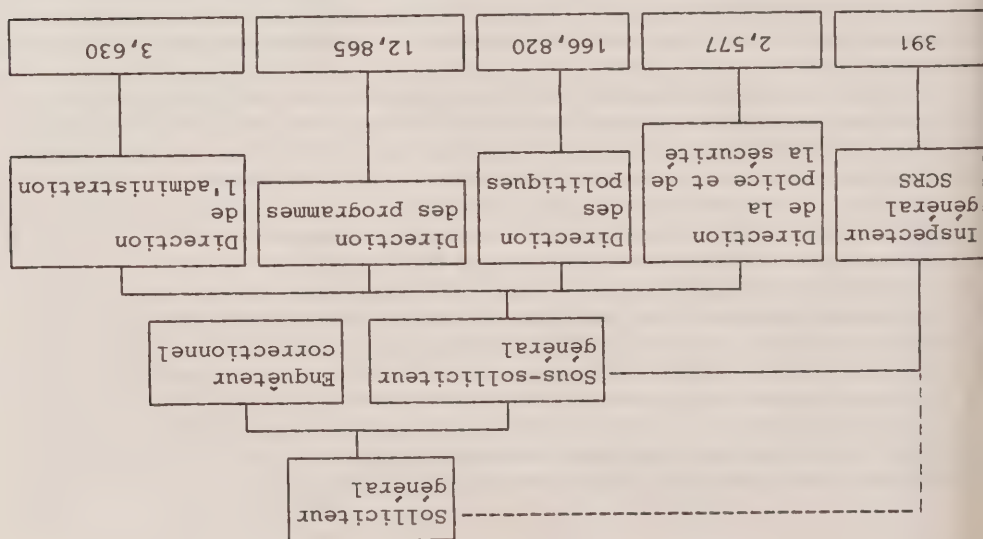 Solliciteur
général
Sous-solliciteur
général
Enquêteur
correctionnel
Inspecteur
général
SCRS
Direction
de la
police et de
la sécurité
Direction
des
politiques
Direction
des programmes
Direction
de
l'administration
391
2,577
166,820
12,865
3,630